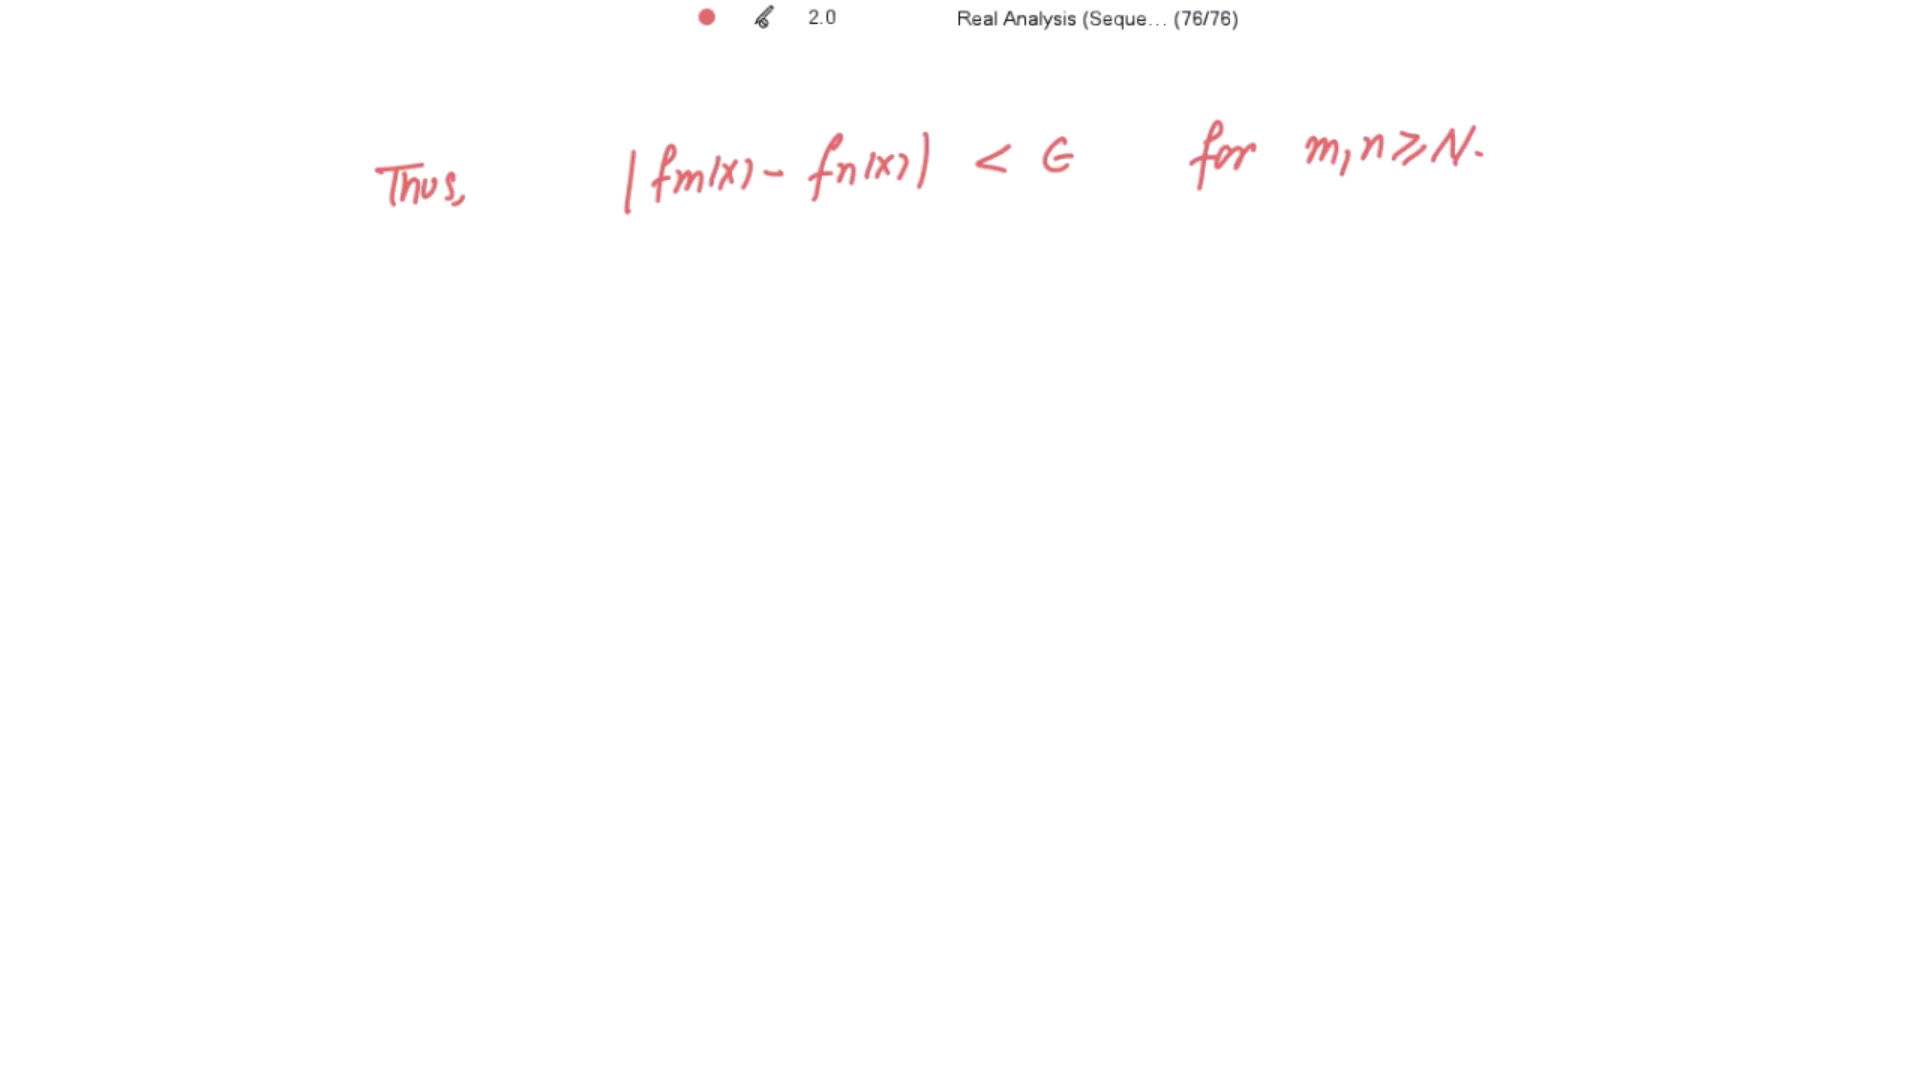 2.0 Real Analysis (Seque... (76/76)
Thus, |fm(x) - fn(x)| < ∈ for m,n ≥ N.